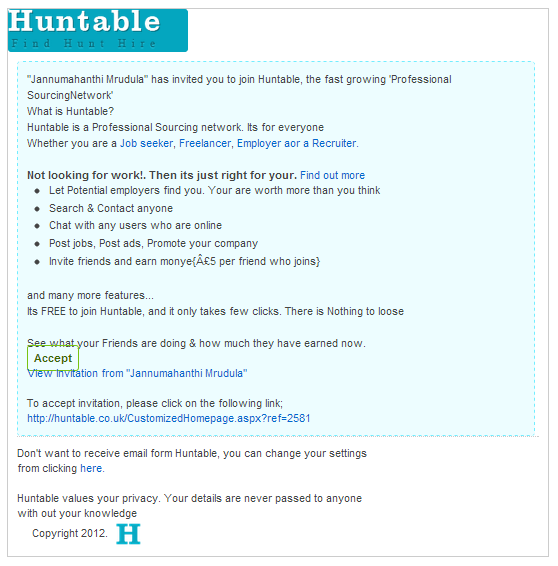 Huntable
Find Hunt Hire
"Jannumahanthi Mrudula" has invited you to join Huntable, the fast growing 'Professional
SourcingNetwork'
What is Huntable?
Huntable is a Professional Sourcing network. Its for everyone
Whether you are a Job seeker, Freelancer, Employer aor a Recruiter.
Not looking for work!. Then its just right for your. Find out more
Let Potential employers find you. Your are worth more than you think
Search & Contact anyone
Chat with any users who are online
Post jobs, Post ads, Promote your company
Invite friends and earn monye{Â£5 per friend who joins}
and many more features...
Its FREE to join Huntable, and it only takes few clicks. There is Nothing to loose
See what your Friends are doing & how much they have earned now.
Accept
View Invitation from "Jannumahanthi Mrudula"
To accept invitation, please click on the following link;
http://huntable.co.uk/CustomizedHomepage.aspx?ref=2581
Don't want to receive email form Huntable, you can change your settings
from clicking here.
Huntable values your privacy. Your details are never passed to anyone
with out your knowledge
Copyright 2012. H